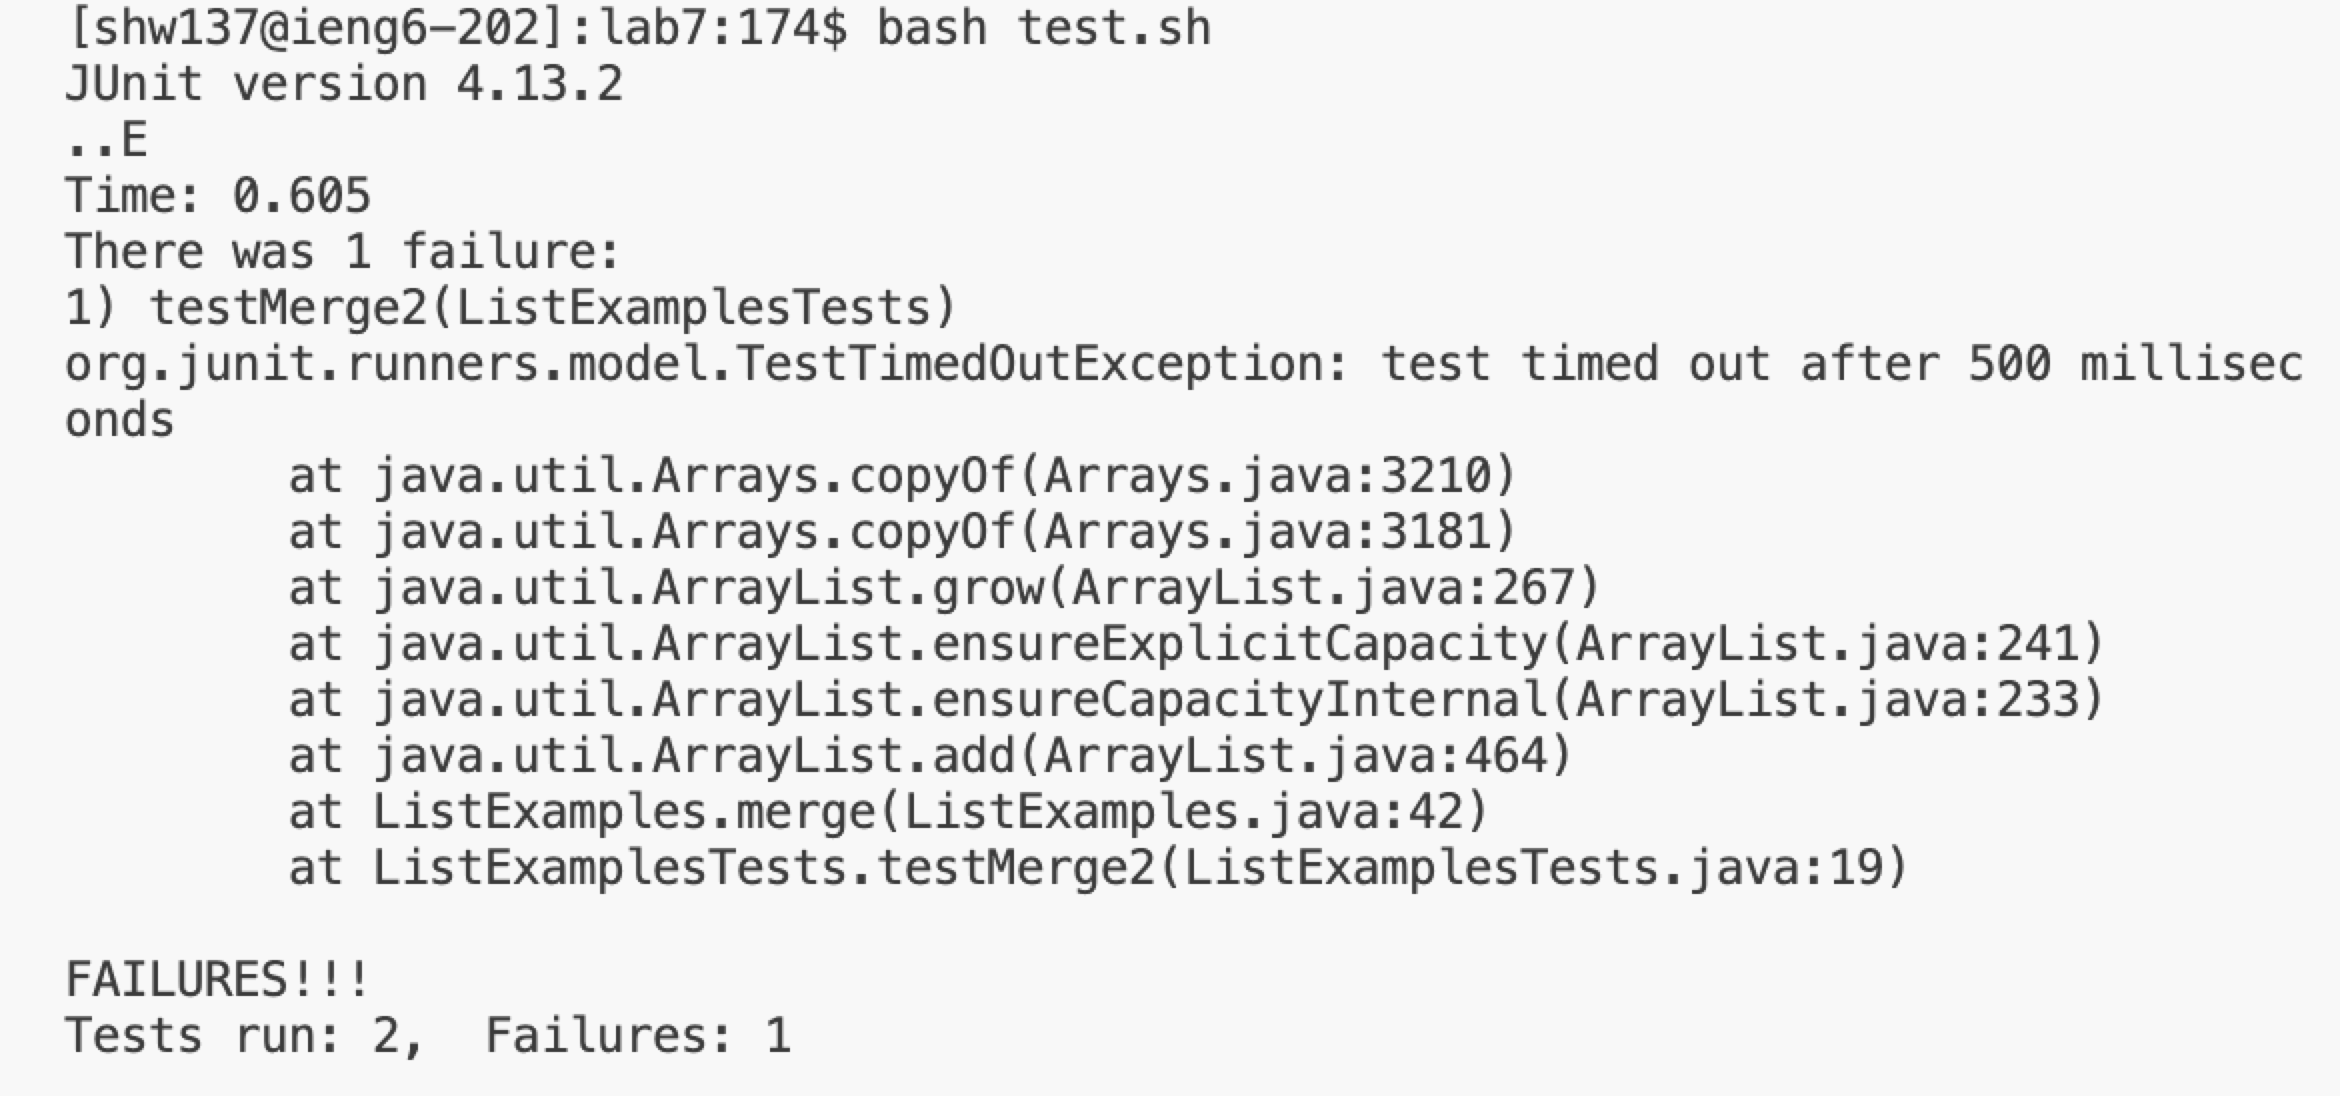 [shw137@ieng6-202]:lab7:174$ bash test.sh
JUnit version 4.13.2
..E
Time: 0.605
There was 1 failure:
1) testMerge2(ListExamplesTests)
org.junit.runners.model.TestTimedOutException: test timed out after 500 millisec
onds
        at java.util.Arrays.copyOf(Arrays.java:3210)
        at java.util.Arrays.copyOf(Arrays.java:3181)
        at java.util.ArrayList.grow(ArrayList.java:267)
        at java.util.ArrayList.ensureExplicitCapacity(ArrayList.java:241)
        at java.util.ArrayList.ensureCapacityInternal(ArrayList.java:233)
        at java.util.ArrayList.add(ArrayList.java:464)
        at ListExamples.merge(ListExamples.java:42)
        at ListExamplesTests.testMerge2(ListExamplesTests.java:19)

FAILURES!!!
Tests run: 2,  Failures: 1